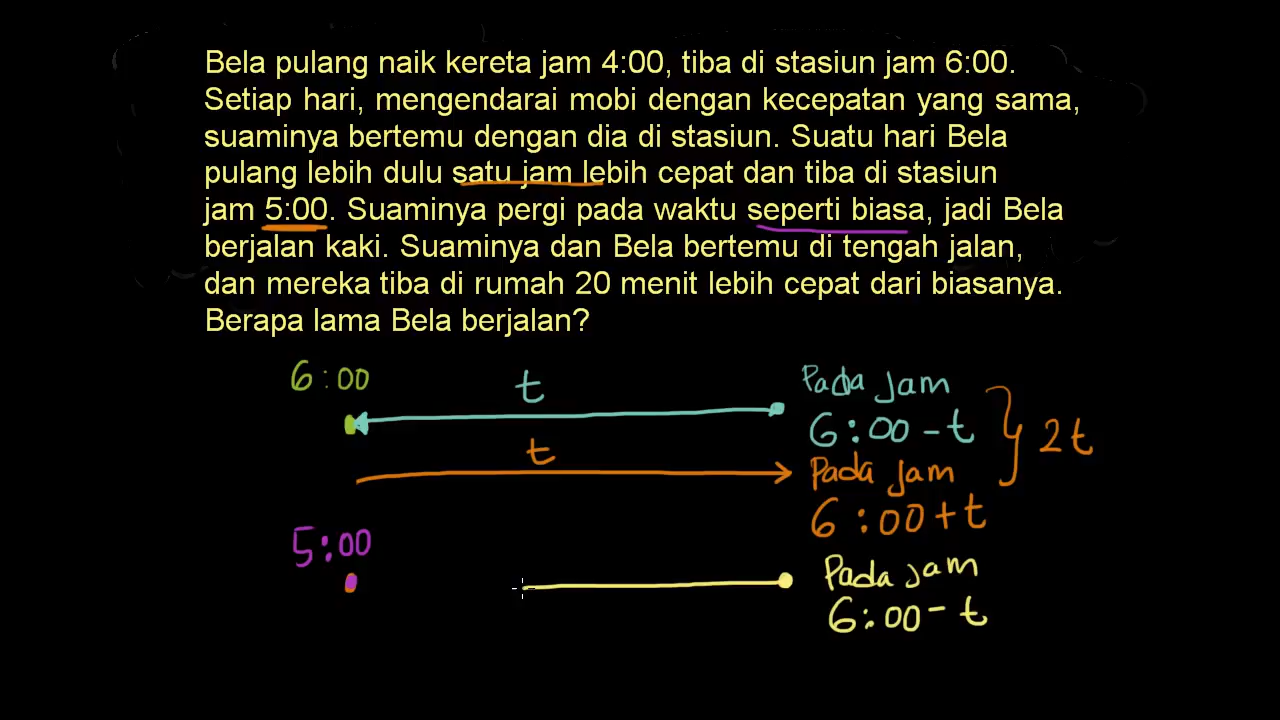 Bela pulang naik kereta jam 4:00, tiba di stasiun jam 6:00.
Setiap hari, mengendarai mobi dengan kecepatan yang sama,
suaminya bertemu dengan dia di stasiun. Suatu hari Bela
pulang lebih dulu satu jam lebih cepat dan tiba di stasiun
jam 5:00. Suaminya pergi pada waktu seperti biasa, jadi Bela
berjalan kaki. Suaminya dan Bela bertemu di tengah jalan,
dan mereka tiba di rumah 20 menit lebih cepat dari biasanya.
Berapa lama Bela berjalan?
6:00
t
Pada jam
6:00 - t
t
Pada jam
6:00 + t
2t
5:00
Pada jam
6:00 - t